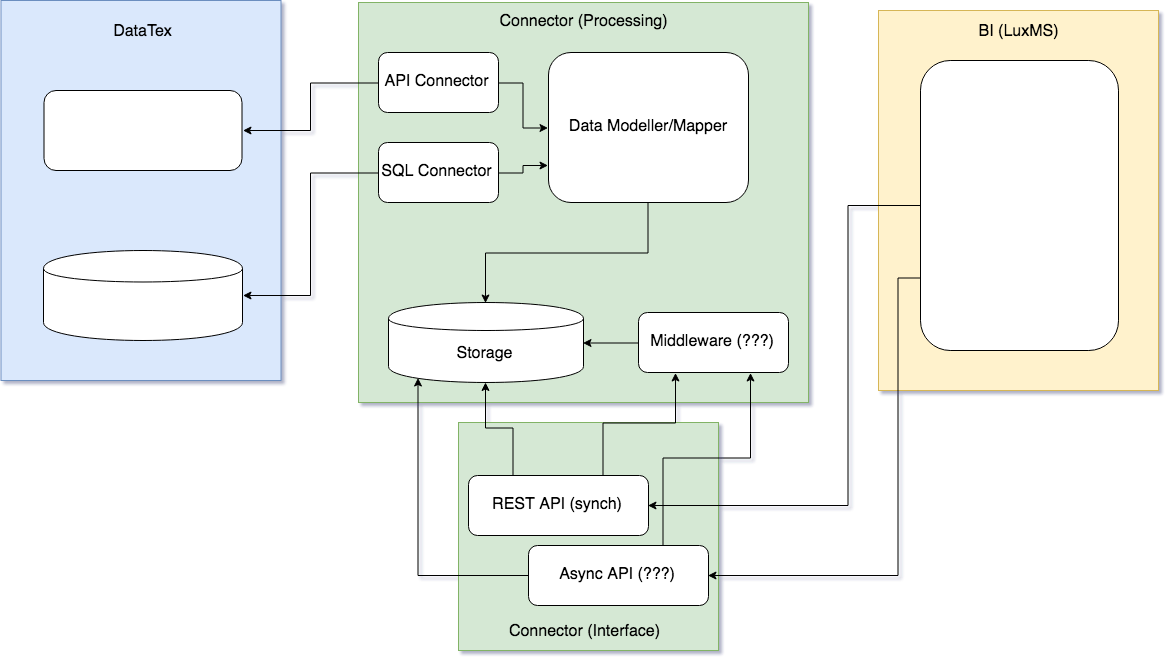 DataTex
Connector (Processing)
BI (LuxMS)
API Connector
Data Modeller/Mapper
SQL Connector
Storage
Middleware (???)
REST API (synch)
Async API (???)
Connector (Interface)